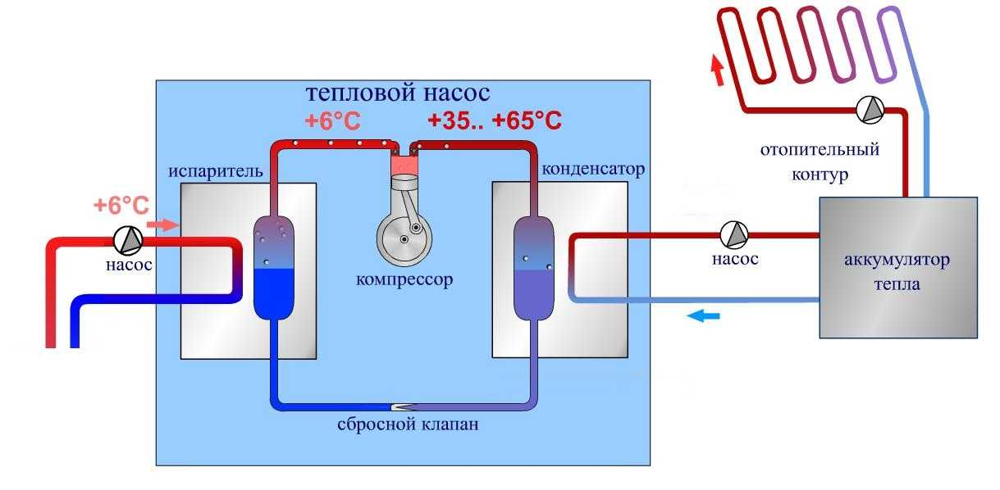 тепловой насос
+6°C
+35.. +65°C
испаритель
конденсатор
+6°C
насос
компрессор
сбросной клапан
отопительный
контур
насос
аккумулятор
тепла